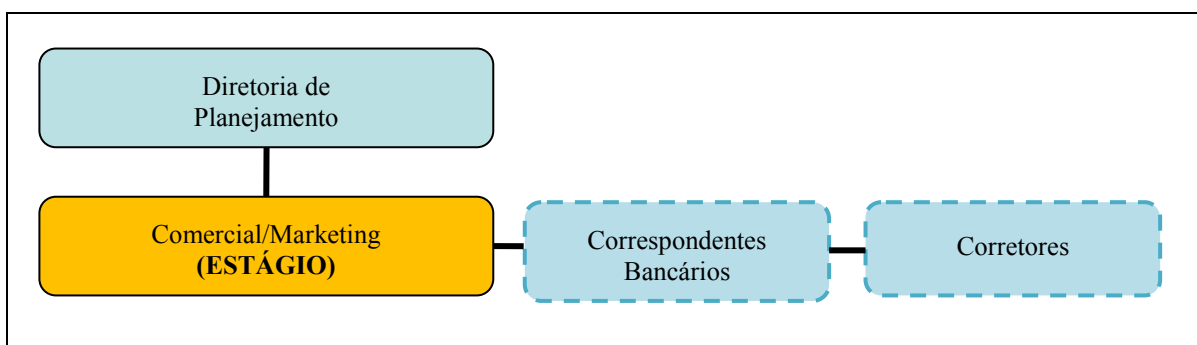 Diretoria de
Planejamento
Comercial/Marketing
(ESTÁGIO)
Correspondentes
Bancários
Corretores